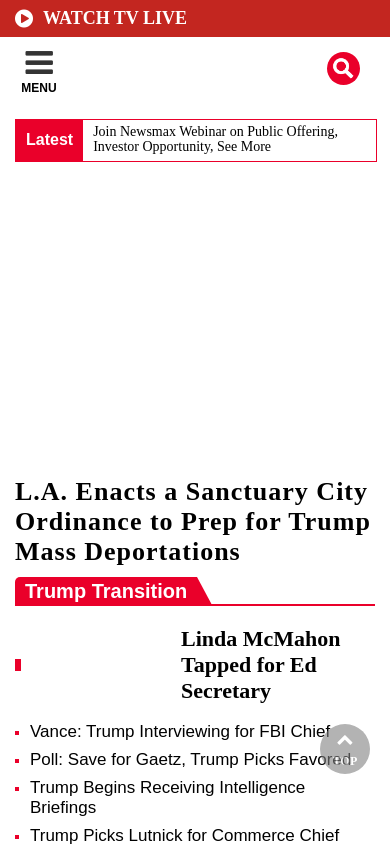 WATCH TV LIVE
MENU
Latest
Join Newsmax Webinar on Public Offering,
Investor Opportunity, See More
L.A. Enacts a Sanctuary City
Ordinance to Prep for Trump
Mass Deportations
Trump Transition
Linda McMahon
Tapped for Ed
Secretary
Vance: Trump Interviewing for FBI Chief
Poll: Save for Gaetz, Trump Picks Favored
TOP
Trump Begins Receiving Intelligence
Briefings
Trump Picks Lutnick for Commerce Chief